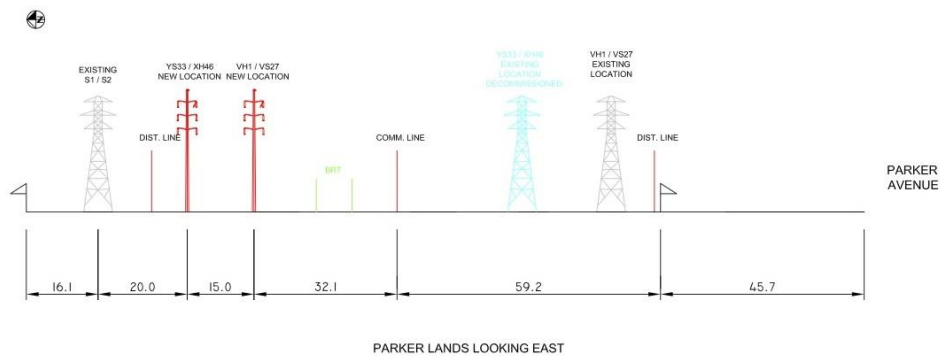 EXISTING
S1 / S2
YS33 / XH46
NEW LOCATION
VH1 / VS27
NEW LOCATION
YS33 / XH46
EXISTING
LOCATION
DECOMMISSIONED
VH1 / VS27
EXISTING
LOCATION
DIST. LINE
BRT
COMM. LINE
DIST. LINE
PARKER
AVENUE
16.1
20.0
15.0
32.1
59.2
45.7
PARKER LANDS LOOKING EAST